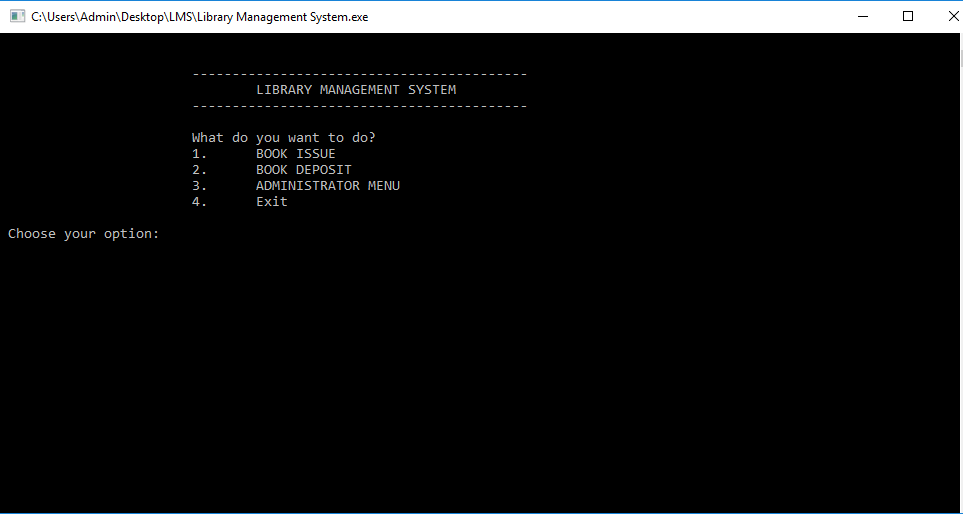 C:\Users\Admin\Desktop\LMS\Library Management System.exe
------------------------------------------
LIBRARY MANAGEMENT SYSTEM
------------------------------------------
What do you want to do?
1. BOOK ISSUE
2. BOOK DEPOSIT
3. ADMINISTRATOR MENU
4. Exit
Choose your option: